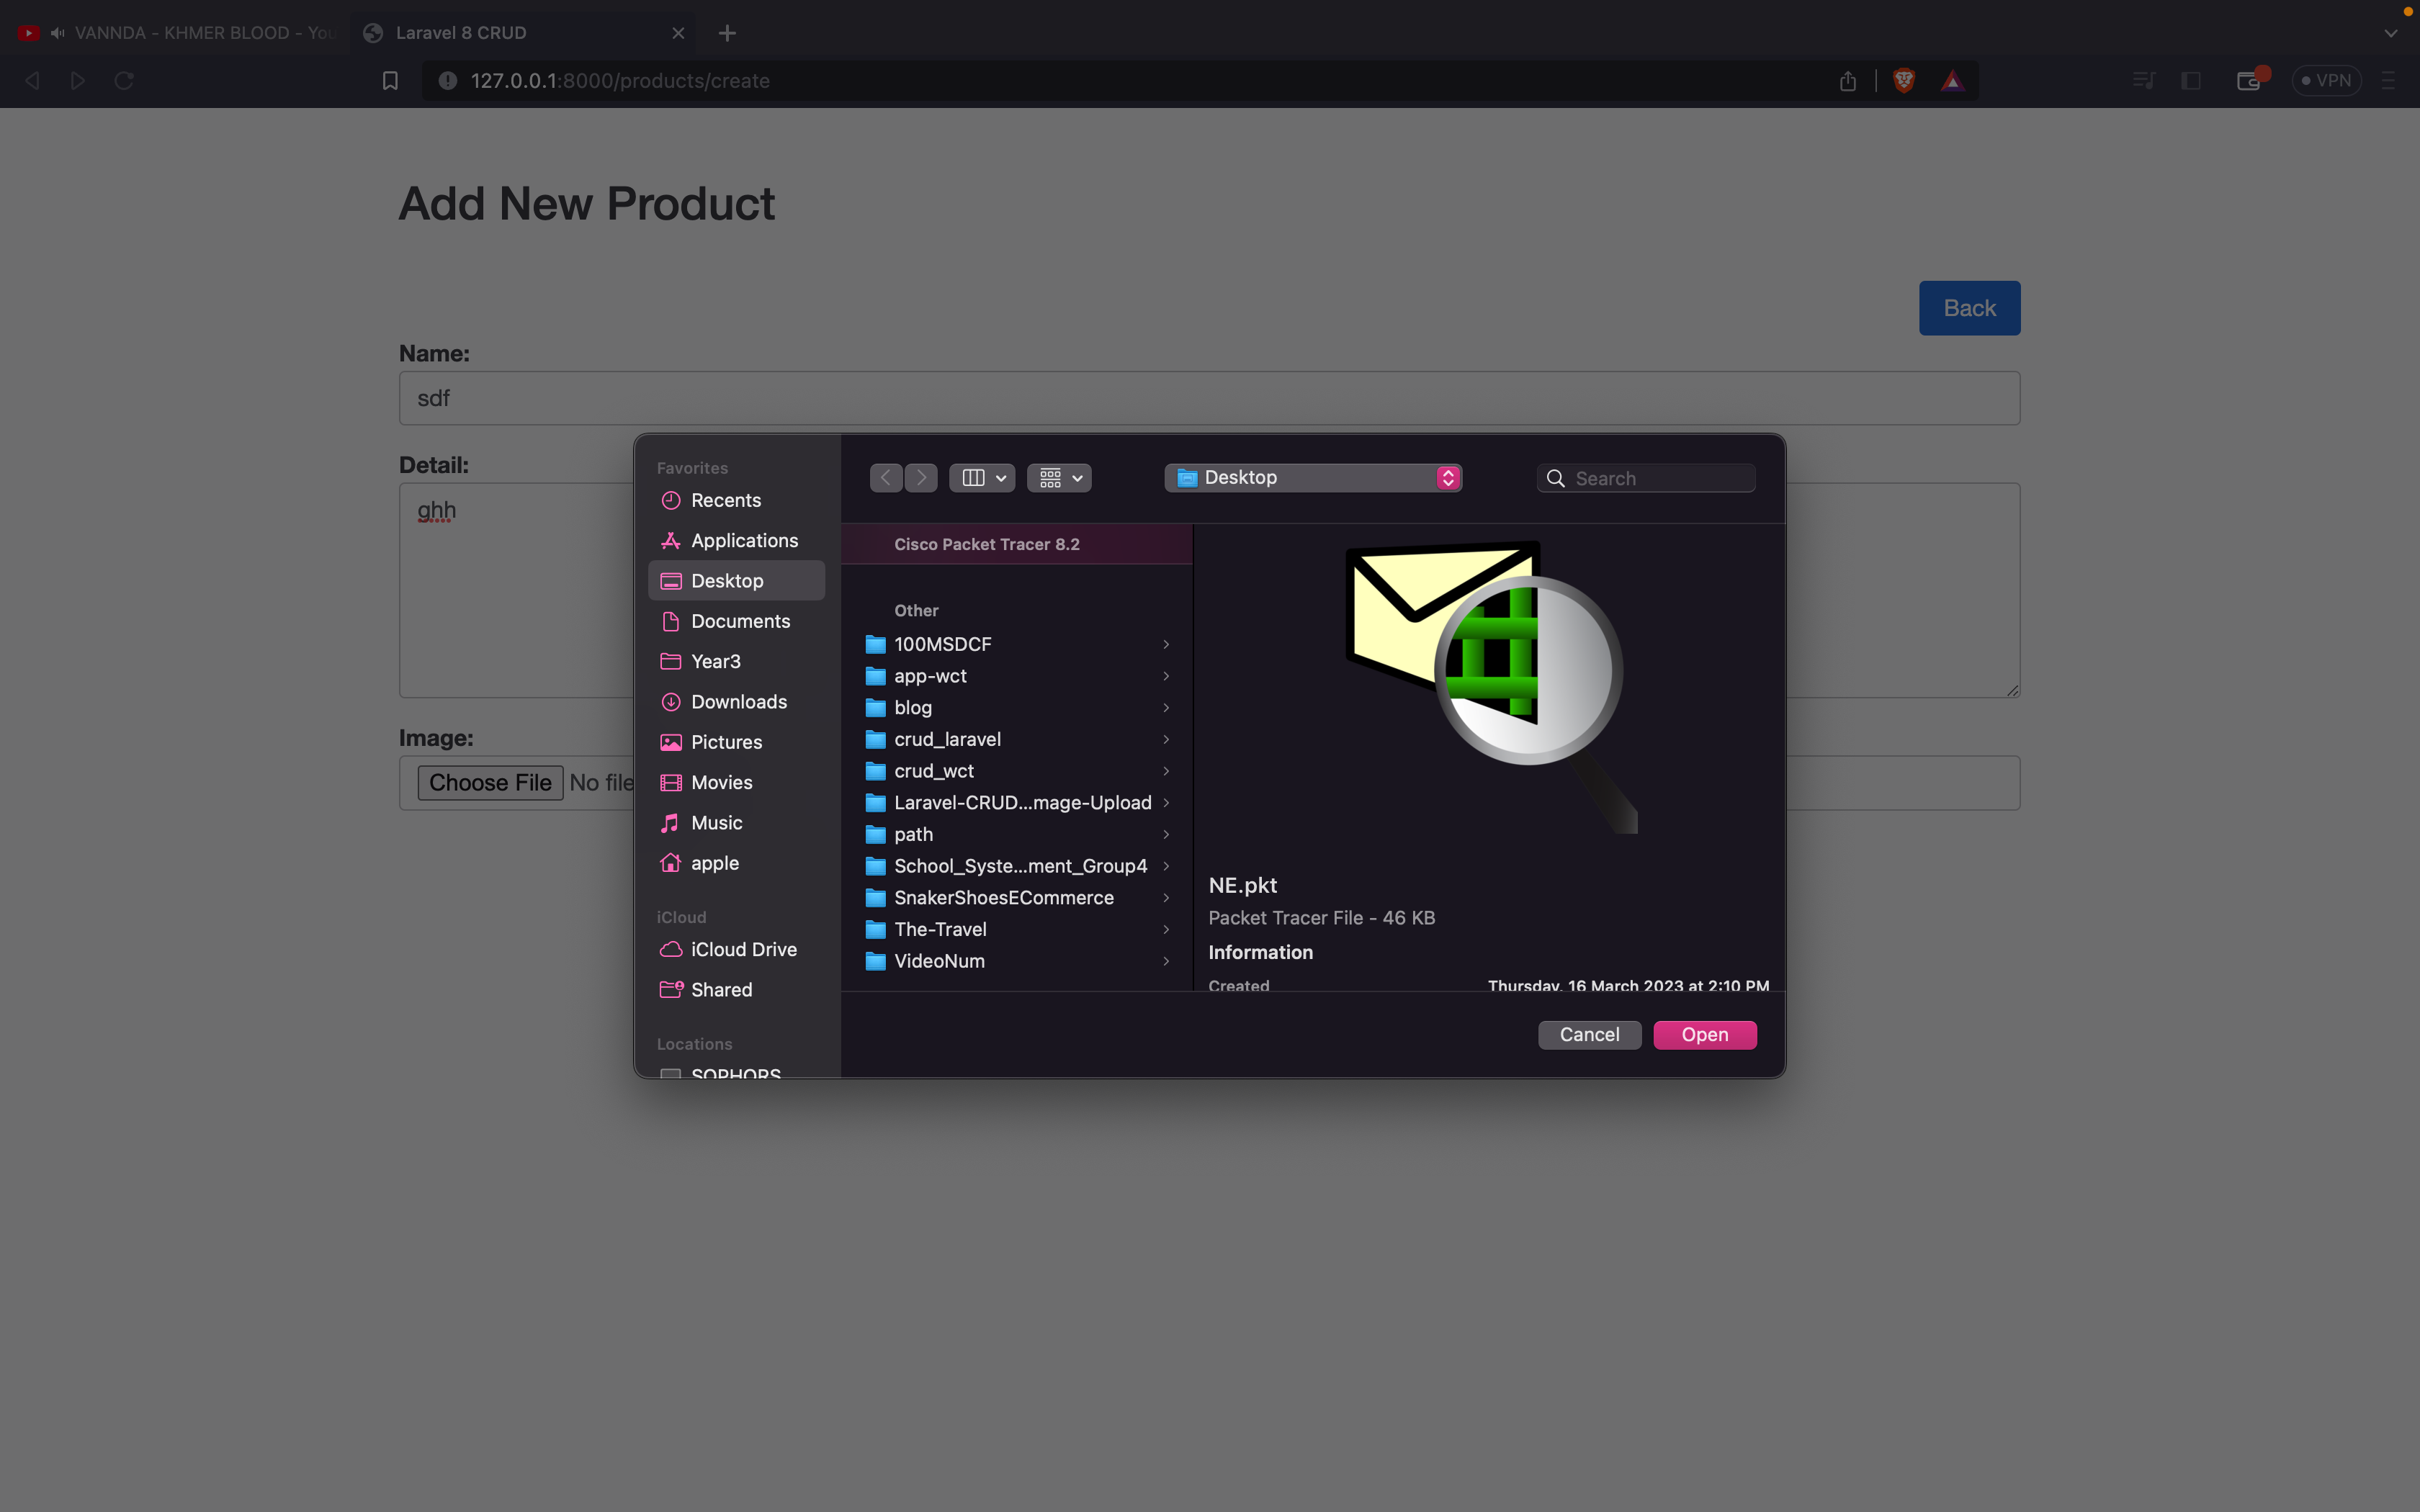 VANNDA - KHMER BLOOD - You
Laravel 8 CRUD
127.0.0.1:8000/products/create
VPN
Add New Product
Back
Name:
sdf
Detail:
ghh
Image:
Choose File No file
Favorites
Recents
Applications
Desktop
Documents
Year3
Downloads
Pictures
Movies
Music
apple
iCloud
iCloud Drive
Shared
Locations
SOPHORS
Desktop
Search
Cisco Packet Tracer 8.2
Other
100MSDCF
app-wct
blog
crud_laravel
crud_wct
Laravel-CRUD...mage-Upload
path
School_Syste...ment_Group4
SnakerShoesECommerce
The-Travel
VideoNum
NE.pkt
Packet Tracer File - 46 KB
Information
Created Thursday, 16 March 2023 at 2:10 PM
Cancel
Open